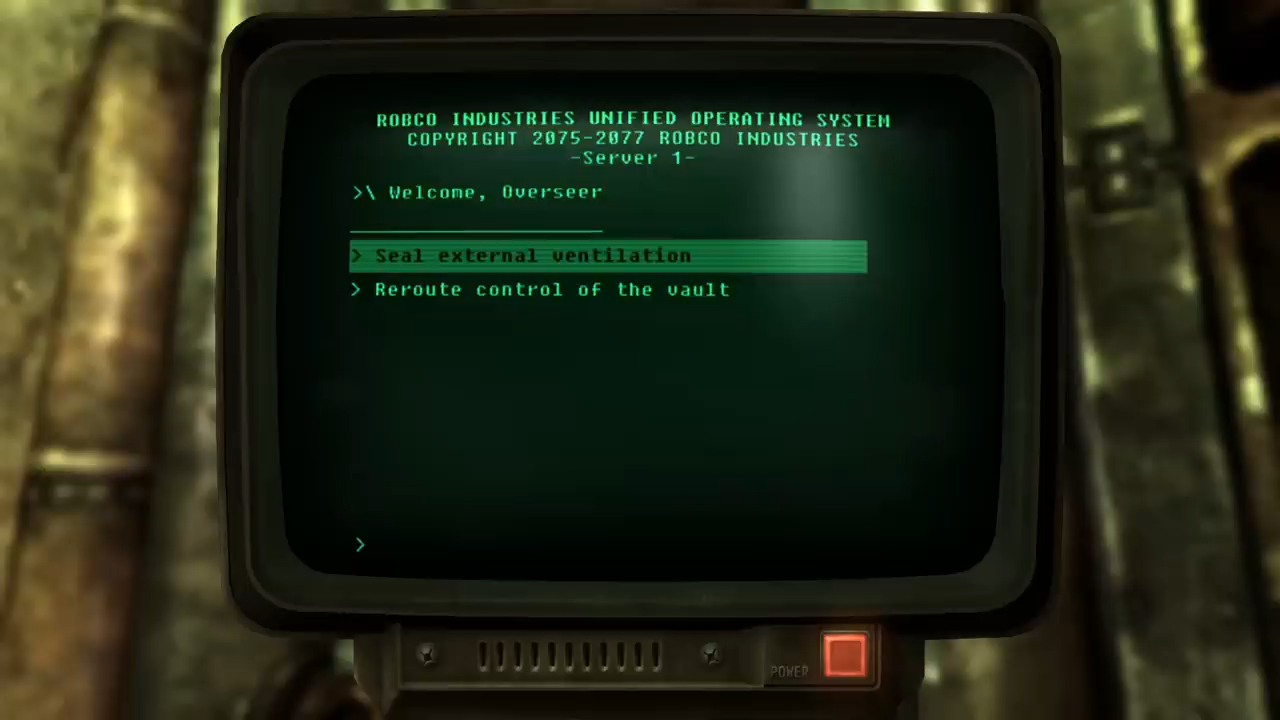 ROBCO INDUSTRIES UNIFIED OPERATING SYSTEM
COPYRIGHT 2075-2077 ROBCO INDUSTRIES
-Server 1-
>\ Welcome, Overseer
> Seal external ventilation
> Reroute control of the vault
>
POWER